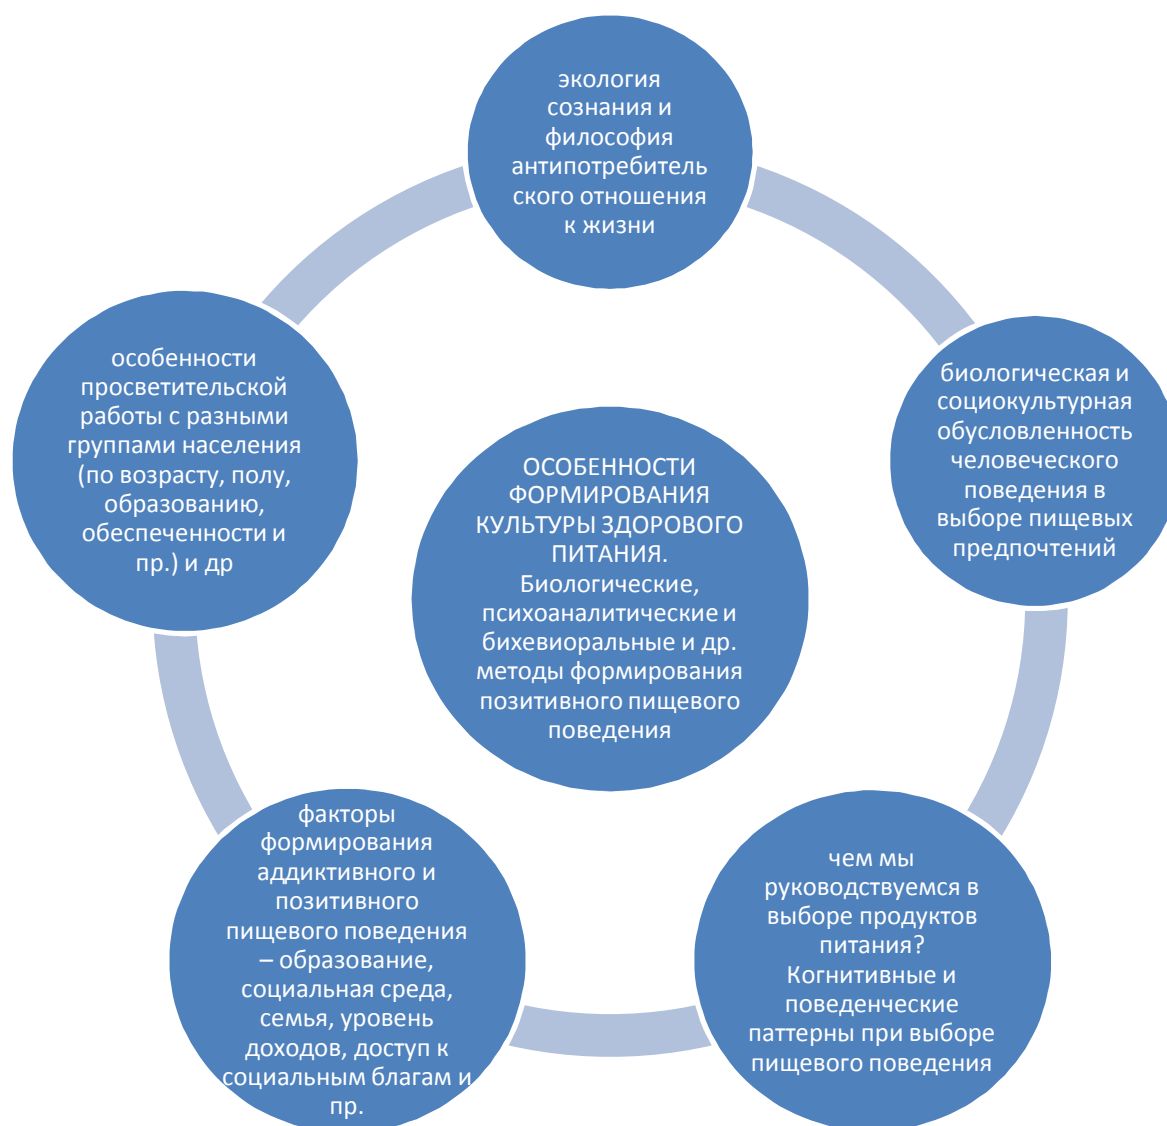 экология
сознания и
философия
антипотребитель
ского отношения
к жизни
биологическая и
социокультурная
обусловленность
человеческого
поведения в
выборе пищевых
предпочтений
чем мы
руководствуемся в
выборе продуктов
питания?
Когнитивные и
поведенческие
паттерны при выборе
пищевого поведения
факторы
формирования
аддиктивного и
позитивного
пищевого поведения
– образование,
социальная среда,
семья, уровень
доходов, доступ к
социальным благам и
пр.
особенности
просветительской
работы с разными
группами населения
(по возрасту, полу,
образованию,
обеспеченности и
пр.) и др
ОСОБЕННОСТИ
ФОРМИРОВАНИЯ
КУЛЬТУРЫ ЗДОРОВОГО
ПИТАНИЯ.
Биологические,
психоаналитические и
бихевиоральные и др.
методы формирования
позитивного пищевого
поведения